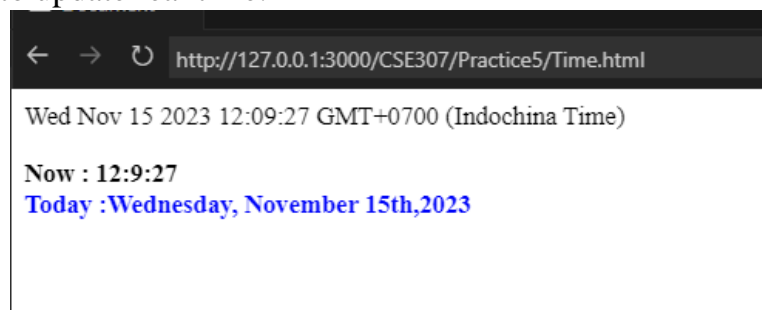 http://127.0.0.1:3000/CSE307/Practice5/Time.html
Wed Nov 15 2023 12:09:27 GMT+0700 (Indochina Time)
Now : 12:9:27
Today :Wednesday, November 15th,2023